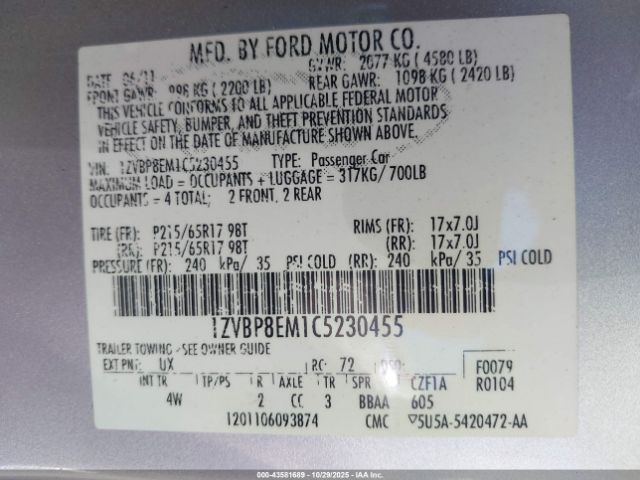 MFD. BY FORD MOTOR CO.
DATE 06/11 GVWR: 2077 KG ( 4580 LB)
FRONT GAWR: 998 KG ( 2200 LB) REAR GAWR: 1098 KG ( 2420 LB)
THIS VEHICLE CONFORMS TO ALL APPLICABLE FEDERAL MOTOR
VEHICLE SAFETY, BUMPER, AND THEFT PREVENTION STANDARDS
IN EFFECT ON THE DATE OF MANUFACTURE SHOWN ABOVE.
VIN: 1ZVBP8EM1C5230455 TYPE: Passenger Car
MAXIMUM LOAD = OCCUPANTS + LUGGAGE = 317KG/ 700LB
OCCUPANTS = 4 TOTAL; 2 FRONT, 2 REAR
TIRE (FR): P215/65R17 98T RIMS (FR): 17x7.0J
(RR): P215/65R17 98T (RR): 17x7.0J
PRESSURE (FR): 240 kPa/ 35 PSI COLD (RR): 240 kPa/ 35 PSI COLD
1ZVBP8EM1C5230455
TRAILER TOWING - SEE OWNER GUIDE
EXT PNT: UX RC: 72 DSO: F0079
INT TR TP/PS R AXLE TR SPR CZF1A R0104
4W 2 CC 3 BBAA 605
1201106093874 CMC ▽5U5A-5420472-AA
000-43581689 10/29/2025 IAAI.COM